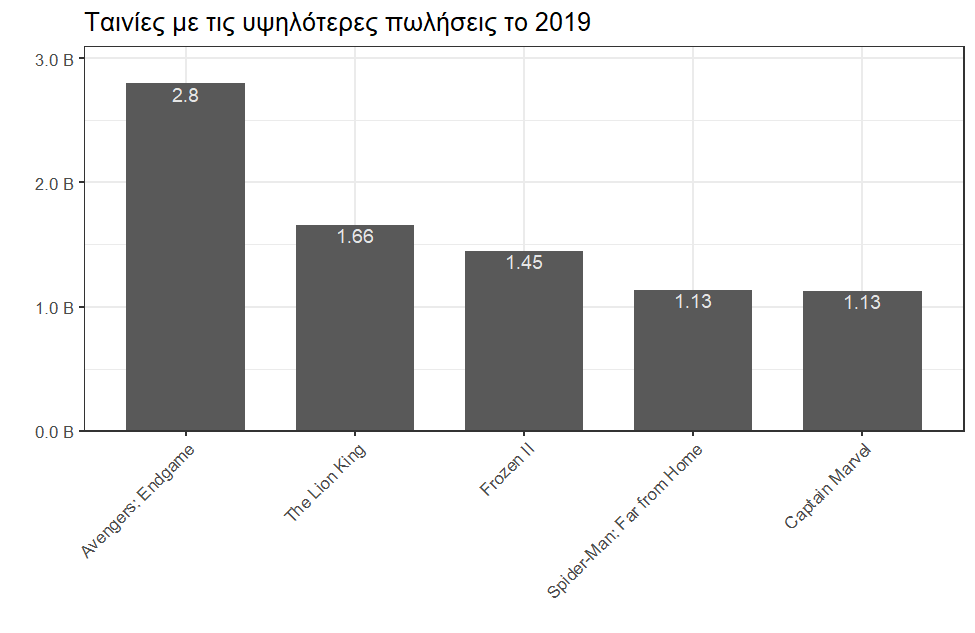 Ταινίες με τις υψηλότερες πωλήσεις το 2019
3.0 B
2.0 B
1.0 B
0.0 B
2.8
1.66
1.45
1.13
1.13
Avengers: Endgame
The Lion King
Frozen II
Spider-Man: Far from Home
Captain Marvel